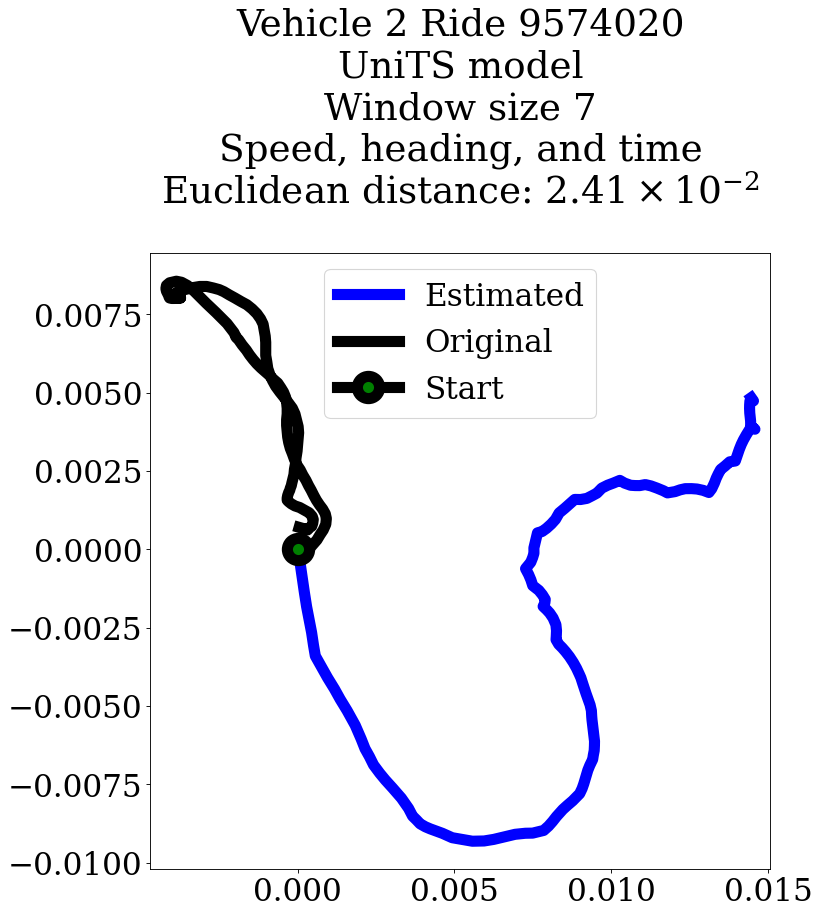 Vehicle 2 Ride 9574020
UniTS model
Window size 7
Speed, heading, and time
Euclidean distance: 2.41 × 10⁻²
Estimated
Original
Start
0.0075
0.0050
0.0025
0.0000
−0.0025
−0.0050
−0.0075
−0.0100
0.000 0.005 0.010 0.015